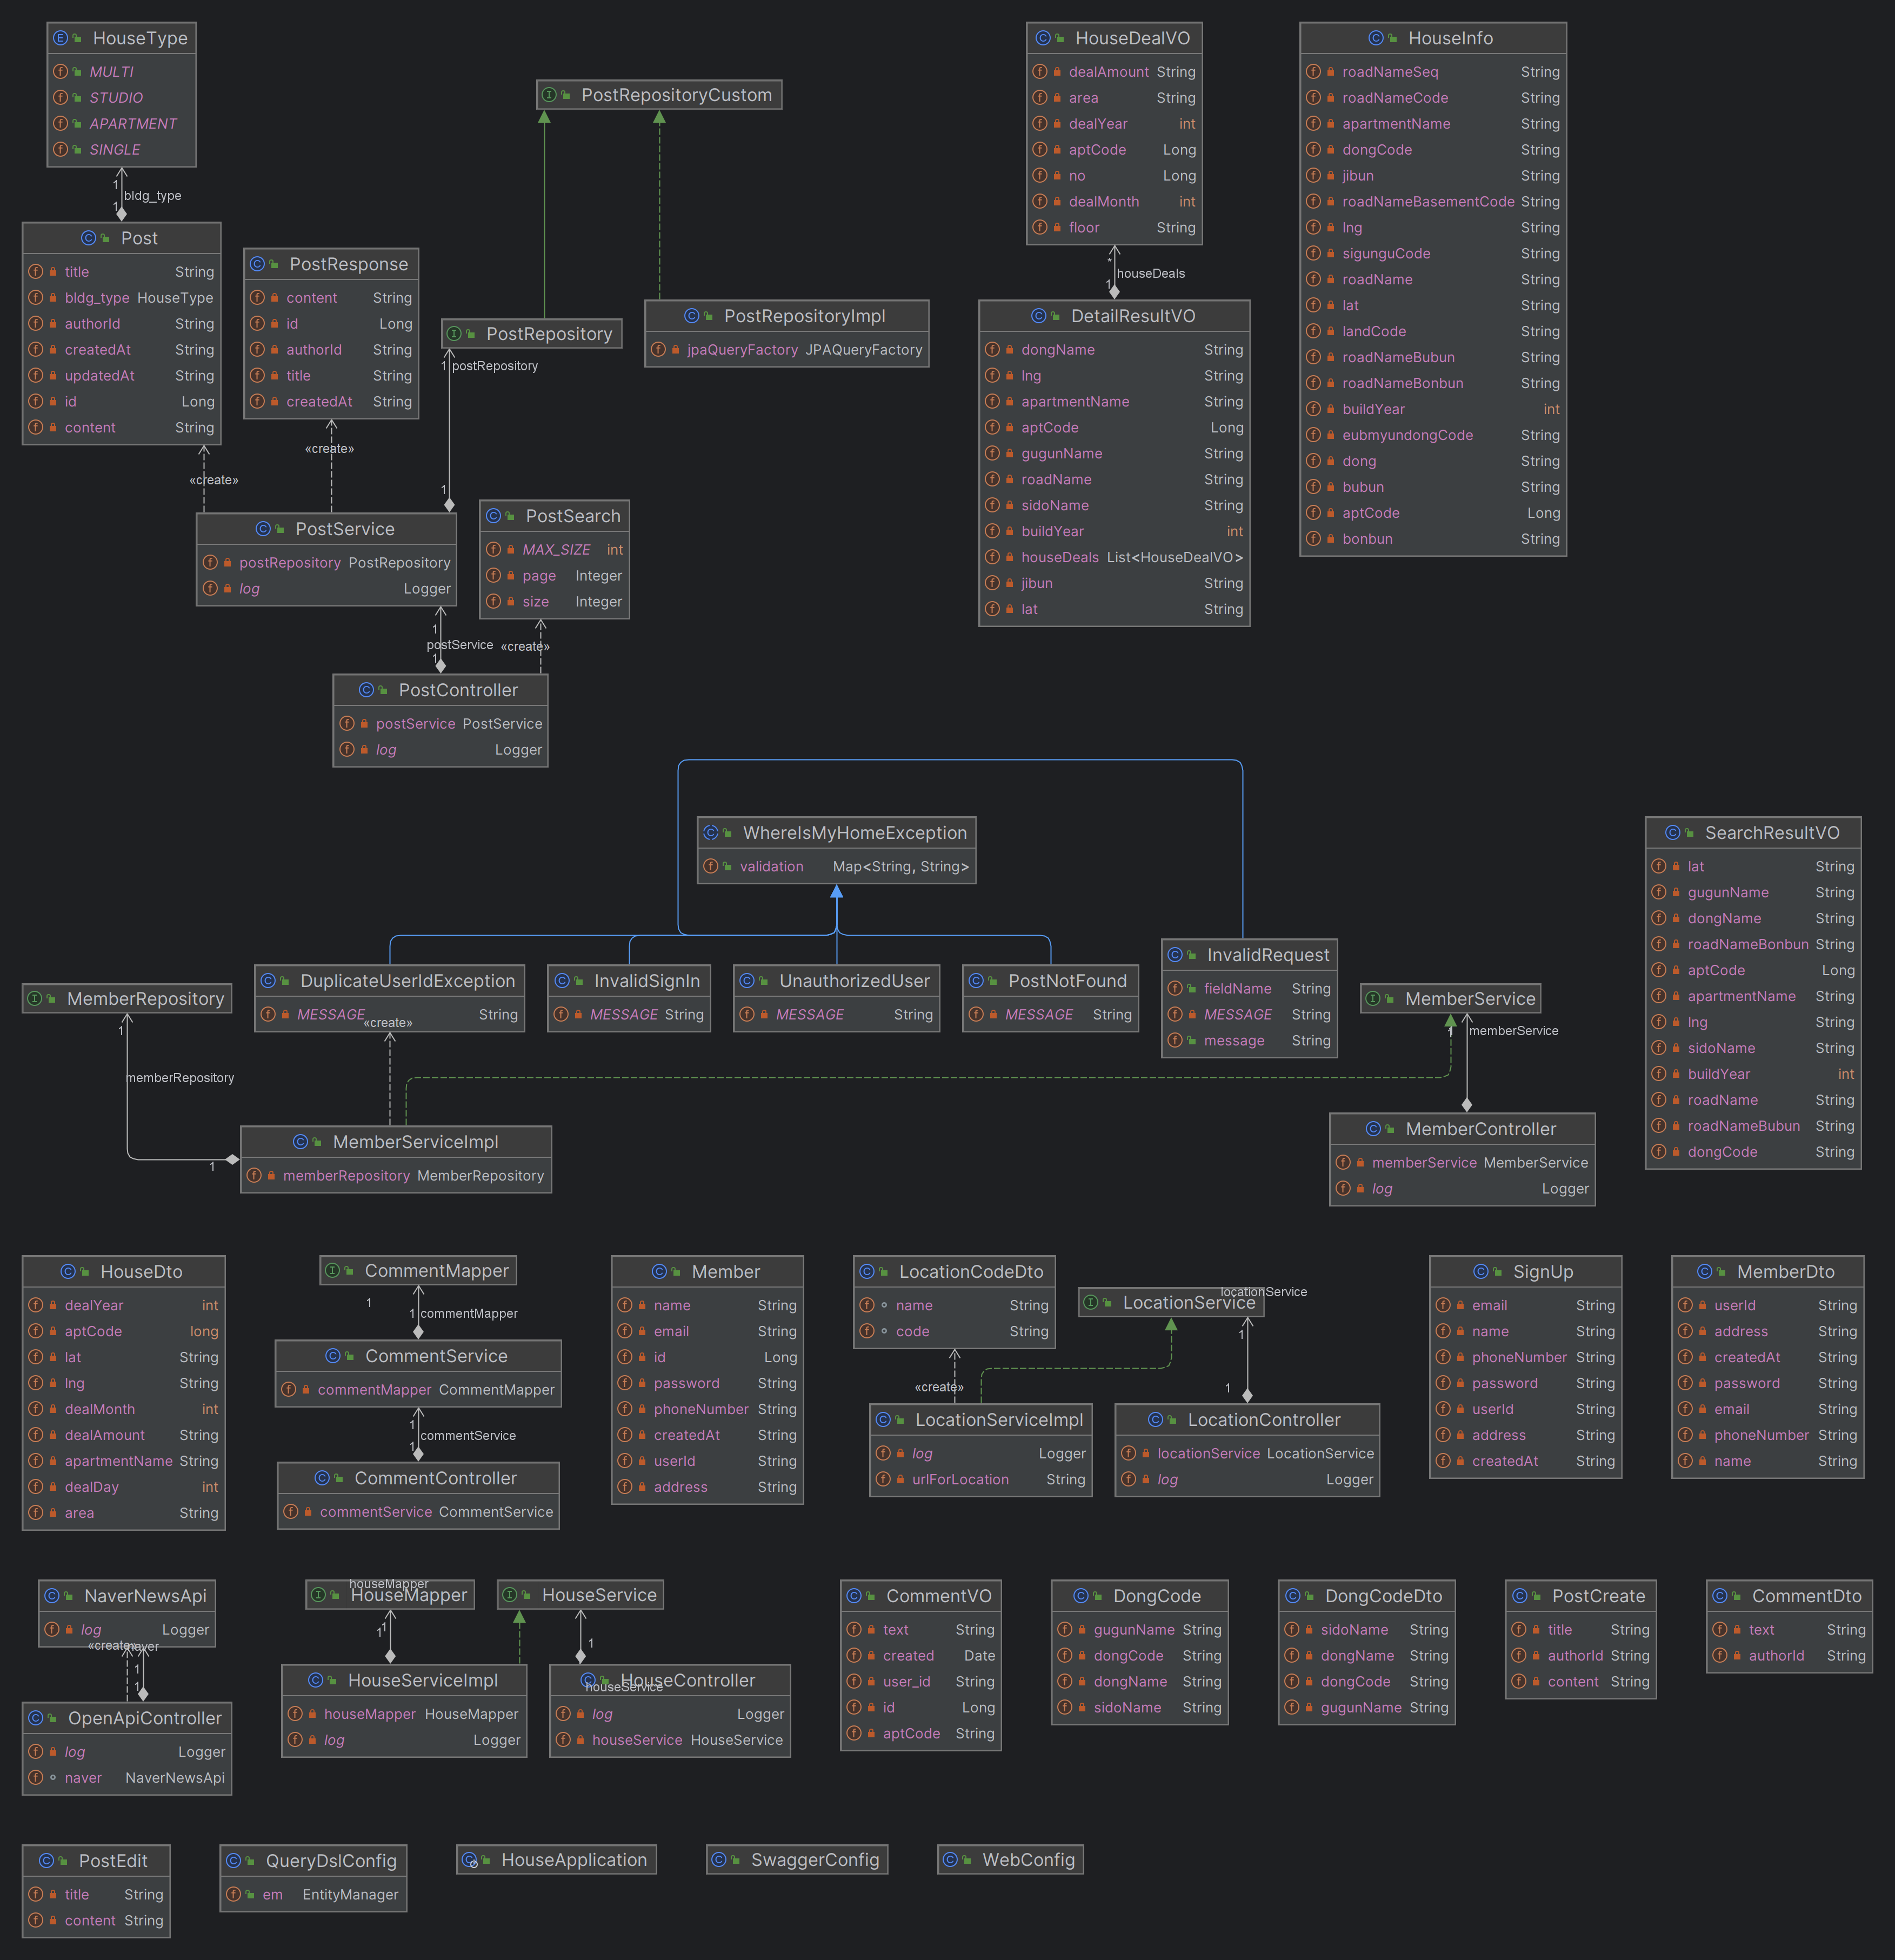 HouseType
MULTI
STUDIO
APARTMENT
SINGLE
1
bldg_type
1
Post
title String
bldg_type HouseType
authorId String
createdAt String
updatedAt String
id Long
content String
PostResponse
content String
id Long
authorId String
title String
createdAt String
PostRepositoryCustom
PostRepository
PostRepositoryImpl
jpaQueryFactory JPAQueryFactory
1
postRepository
1
«create»
«create»
PostService
postRepository PostRepository
log Logger
PostSearch
MAX_SIZE int
page Integer
size Integer
1
postService
1
«create»
PostController
postService PostService
log Logger
HouseDealVO
dealAmount String
area String
dealYear int
aptCode Long
no Long
dealMonth int
floor String
*
houseDeals
1
DetailResultVO
dongName String
lng String
apartmentName String
aptCode Long
gugunName String
roadName String
sidoName String
buildYear int
houseDeals List<HouseDealVO>
jibun String
lat String
HouseInfo
roadNameSeq String
roadNameCode String
apartmentName String
dongCode String
jibun String
roadNameBasementCode String
lng String
sigunguCode String
roadName String
lat String
landCode String
roadNameBubun String
roadNameBonbun String
buildYear int
eubmyundongCode String
dong String
bubun String
aptCode Long
bonbun String
WhereIsMyHomeException
validation Map<String, String>
DuplicateUserIdException
MESSAGE String
InvalidSignIn
MESSAGE String
UnauthorizedUser
MESSAGE String
PostNotFound
MESSAGE String
InvalidRequest
fieldName String
MESSAGE String
message String
MemberRepository
1
memberRepository
1
«create»
MemberServiceImpl
memberRepository MemberRepository
MemberService
1
memberService
MemberController
memberService MemberService
log Logger
SearchResultVO
lat String
gugunName String
dongName String
roadNameBonbun String
aptCode Long
apartmentName String
lng String
sidoName String
buildYear int
roadName String
roadNameBubun String
dongCode String
HouseDto
dealYear int
aptCode long
lat String
lng String
dealMonth int
dealAmount String
apartmentName String
dealDay int
area String
CommentMapper
1
1
commentMapper
CommentService
commentMapper CommentMapper
1
commentService
1
CommentController
commentService CommentService
Member
name String
email String
id Long
password String
phoneNumber String
createdAt String
userId String
address String
LocationCodeDto
name String
code String
«create»
LocationService
locationService
1
1
LocationServiceImpl
log Logger
urlForLocation String
LocationController
locationService LocationService
log Logger
SignUp
email String
name String
phoneNumber String
password String
userId String
address String
createdAt String
MemberDto
userId String
address String
createdAt String
password String
email String
phoneNumber String
name String
NaverNewsApi
log Logger
«create»
naver
1
1
OpenApiController
log Logger
naver NaverNewsApi
HouseMapper
houseMapper
1
1
HouseServiceImpl
houseMapper HouseMapper
log Logger
HouseService
1
HouseController
houseService
log Logger
houseService HouseService
CommentVO
text String
created Date
user_id String
id Long
aptCode String
DongCode
gugunName String
dongCode String
dongName String
sidoName String
DongCodeDto
sidoName String
dongName String
dongCode String
gugunName String
PostCreate
title String
authorId String
content String
CommentDto
text String
authorId String
PostEdit
title String
content String
QueryDslConfig
em EntityManager
HouseApplication
SwaggerConfig
WebConfig